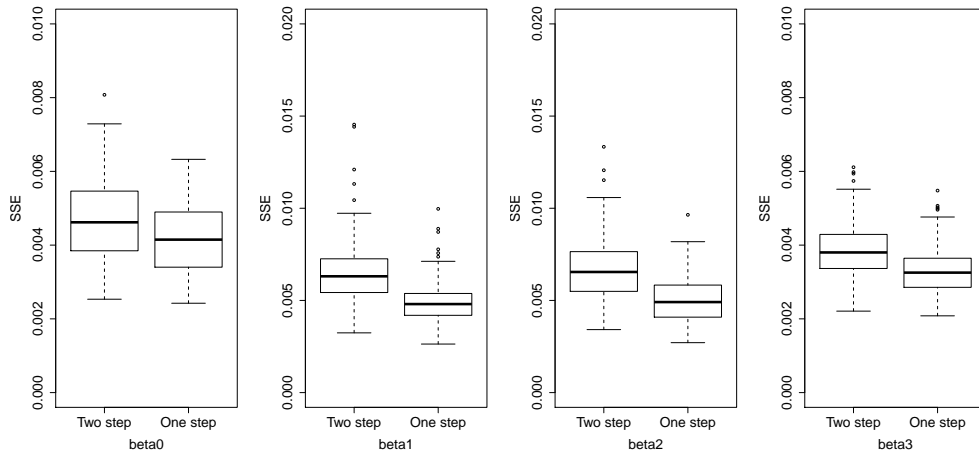 0.000 0.002 0.004 0.006 0.008 0.010
SSE
Two step One step
beta0
0.000 0.005 0.010 0.015 0.020
SSE
Two step One step
beta1
0.000 0.005 0.010 0.015 0.020
SSE
Two step One step
beta2
0.000 0.002 0.004 0.006 0.008 0.010
SSE
Two step One step
beta3